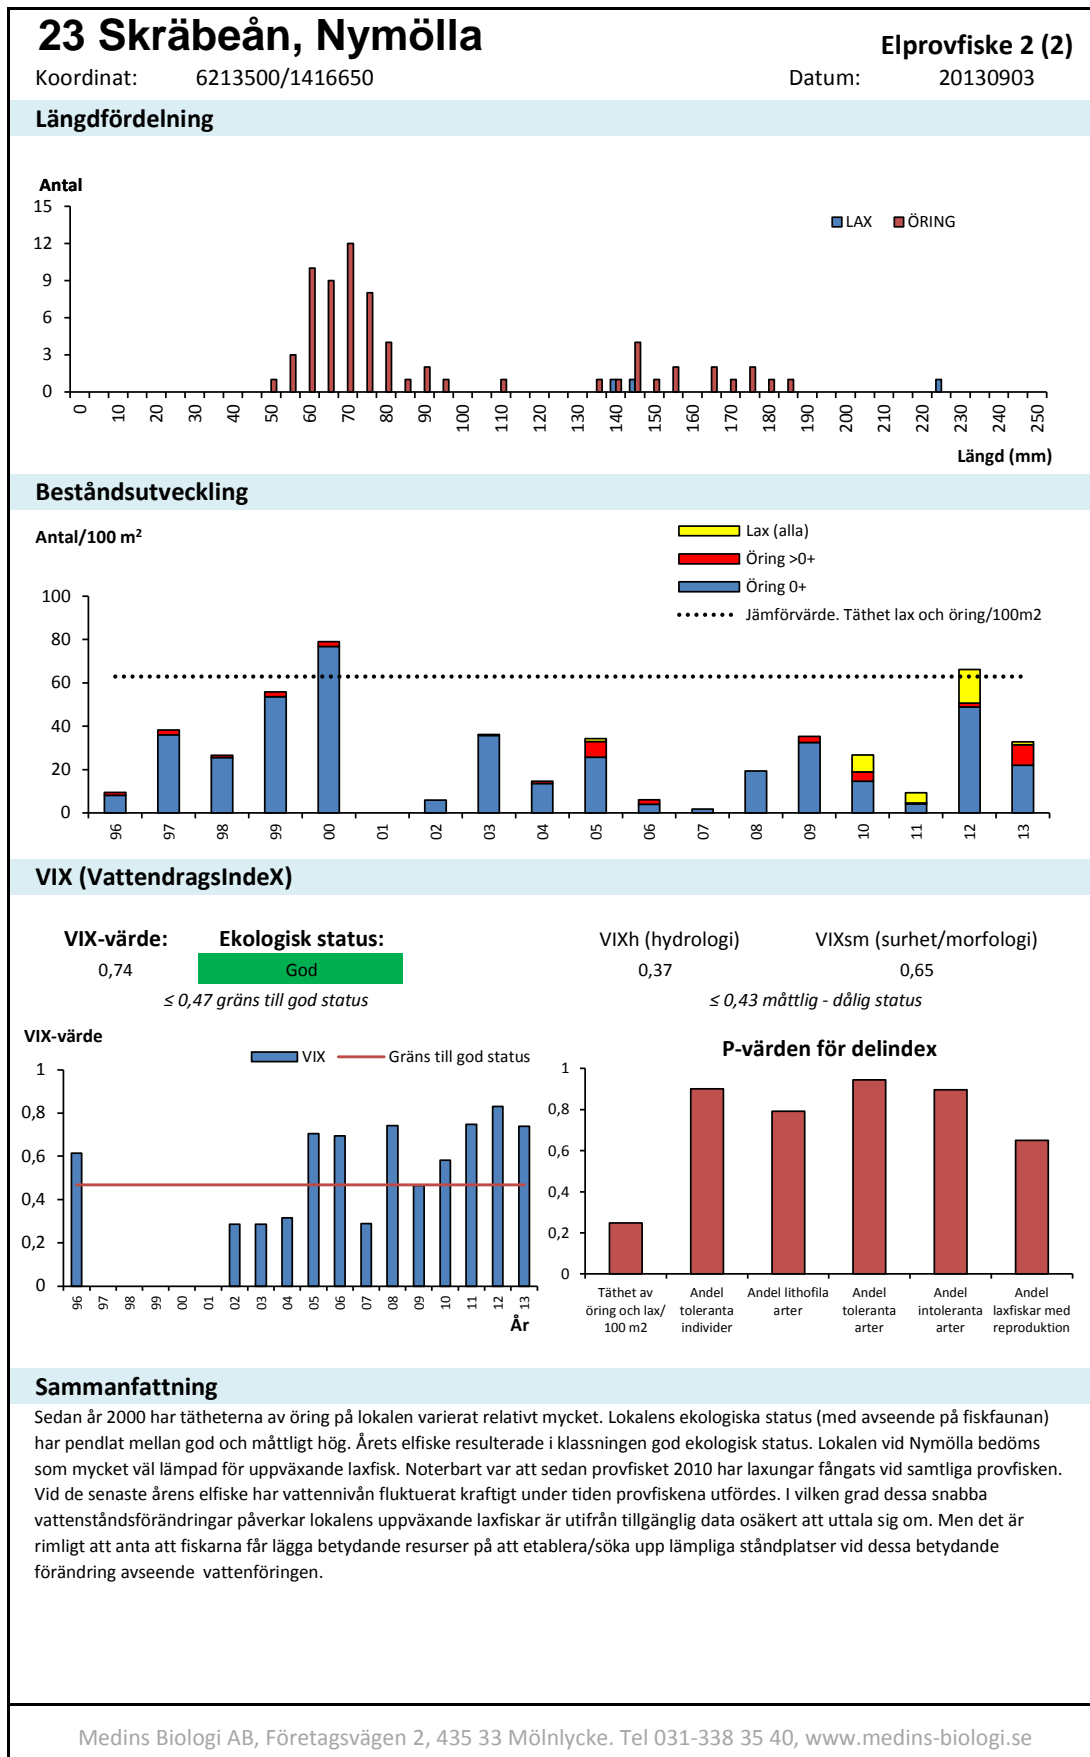 23 Skräbeån, Nymölla
Elprovfiske 2 (2)
Koordinat: 6213500/1416650 Datum: 20130903
Längdfördelning
Antal
15
12
9
6
3
0
LAX ÖRING
0 10 20 30 40 50 60 70 80 90 100 110 120 130 140 150 160 170 180 190 200 210 220 230 240 250
Längd (mm)
Beståndsutveckling
Antal/100 m²
Lax (alla)
Öring >0+
Öring 0+
Jämförvärde. Täthet lax och öring/100m2
100
80
60
40
20
0
96 97 98 99 00 01 02 03 04 05 06 07 08 09 10 11 12 13
VIX (VattendragsIndeX)
VIX-värde: Ekologisk status: VIXh (hydrologi) VIXsm (surhet/morfologi)
0,74 God 0,37 0,65
≤ 0,47 gräns till god status ≤ 0,43 måttlig - dålig status
VIX-värde
VIX Gräns till god status
1
0,8
0,6
0,4
0,2
0
96 97 98 99 00 01 02 03 04 05 06 07 08 09 10 11 12 13
År
P-värden för delindex
1
0,8
0,6
0,4
0,2
0
Täthet av Andel Andel lithofila Andel Andel Andel
öring och lax/ toleranta arter toleranta intoleranta laxfiskar med
100 m2 individer arter arter reproduktion
Sammanfattning
Sedan år 2000 har tätheterna av öring på lokalen varierat relativt mycket. Lokalens ekologiska status (med avseende på fiskfaunan)
har pendlat mellan god och måttligt hög. Årets elfiske resulterade i klassningen god ekologisk status. Lokalen vid Nymölla bedöms
som mycket väl lämpad för uppväxande laxfisk. Noterbart var att sedan provfisket 2010 har laxungar fångats vid samtliga provfisken.
Vid de senaste årens elfiske har vattennivån fluktuerat kraftigt under tiden provfiskena utfördes. I vilken grad dessa snabba
vattenståndsförändringar påverkar lokalens uppväxande laxfiskar är utifrån tillgänglig data osäkert att uttala sig om. Men det är
rimligt att anta att fiskarna får lägga betydande resurser på att etablera/söka upp lämpliga ståndplatser vid dessa betydande
förändring avseende vattenföringen.
Medins Biologi AB, Företagsvägen 2, 435 33 Mölnlycke. Tel 031-338 35 40, www.medins-biologi.se